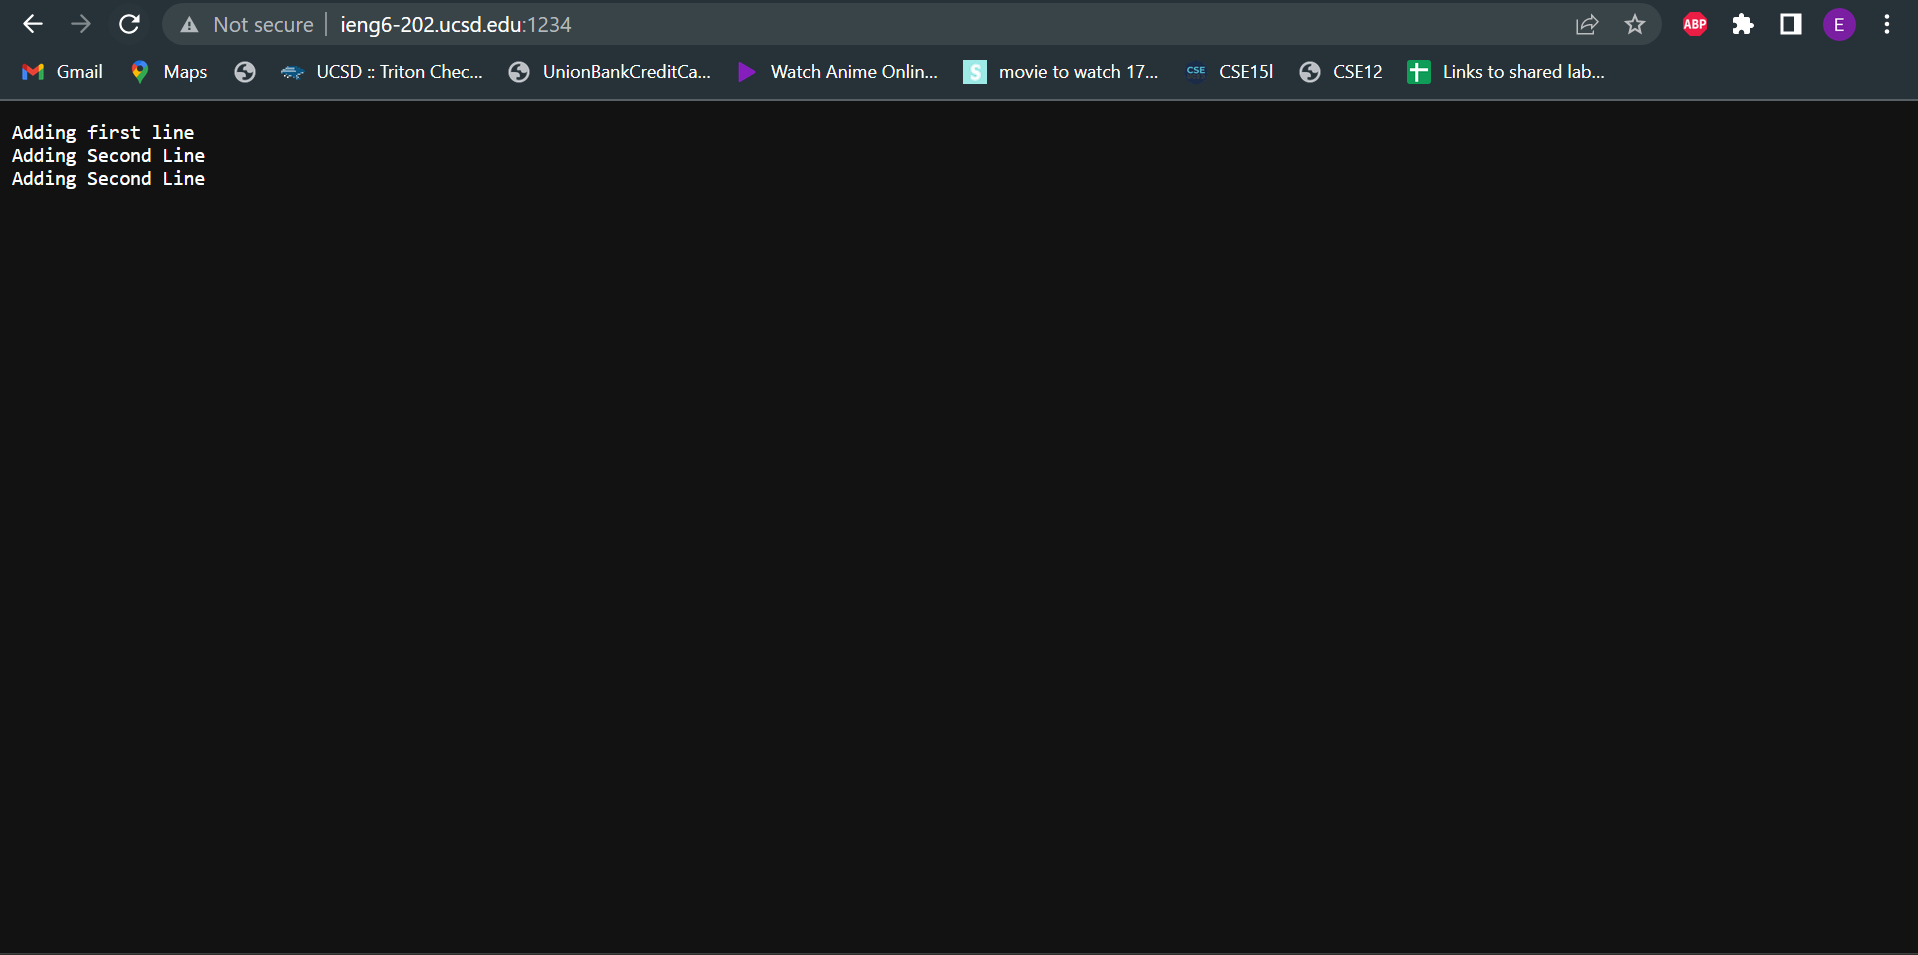 Not secure ieng6-202.ucsd.edu:1234 ABP E
Gmail Maps UCSD :: Triton Chec... UnionBankCreditCa... Watch Anime Onlin... S movie to watch 17... CSE CSE15l CSE12 Links to shared lab...
Adding first line
Adding Second Line
Adding Second Line